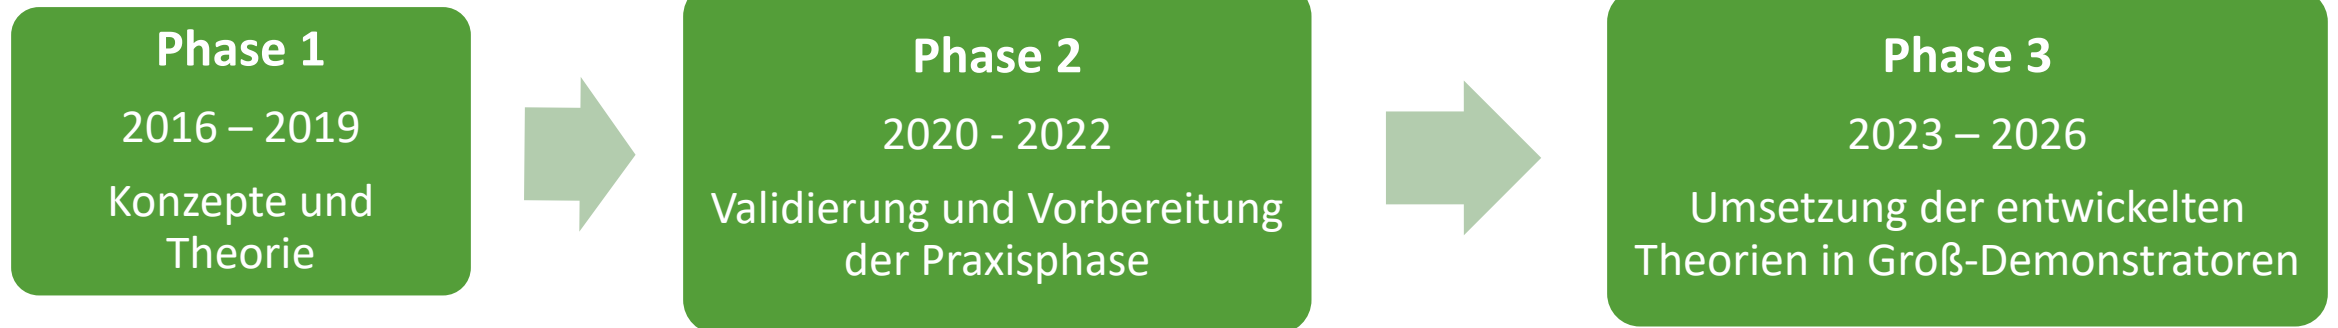 Phase 1
2016 – 2019
Konzepte und
Theorie
Phase 2
2020 - 2022
Validierung und Vorbereitung
der Praxisphase
Phase 3
2023 – 2026
Umsetzung der entwickelten
Theorien in Groß-Demonstratoren